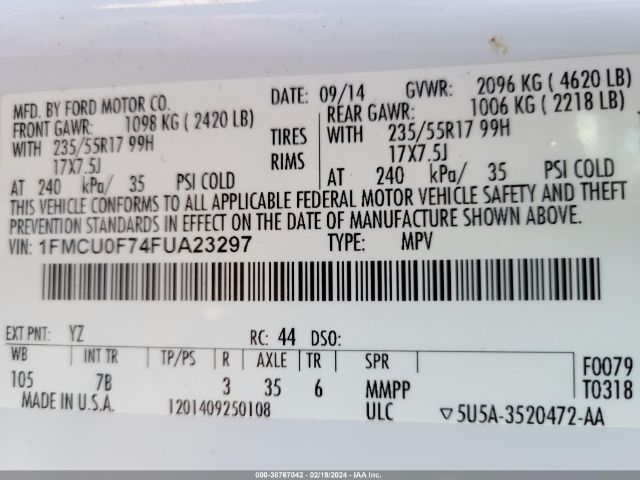 DATE: 09/14 GVWR: 2096 KG ( 4620 LB)
MFD. BY FORD MOTOR CO.
FRONT GAWR: 1098 KG ( 2420 LB) REAR GAWR: 1006 KG ( 2218 LB)
WITH 235/55R17 99H TIRES WITH 235/55R17 99H
17X7.5J RIMS 17X7.5J
AT 240 kPa/ 35 PSI COLD AT 240 kPa/ 35 PSI COLD
THIS VEHICLE CONFORMS TO ALL APPLICABLE FEDERAL MOTOR VEHICLE SAFETY AND THEFT
PREVENTION STANDARDS IN EFFECT ON THE DATE OF MANUFACTURE SHOWN ABOVE.
VIN: 1FMCU0F74FUA23297 TYPE: MPV
EXT PNT: YZ RC: 44 DSO:
WB INT TR TP/PS R AXLE TR SPR F0079
105 7B 3 35 6 MMPP T0318
MADE IN U.S.A. 1201409250108 ULC ▽5U5A-3520472-AA
000-38767042 - 02/19/2024 - IAA Inc.